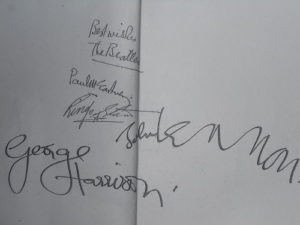 Best wishes
The Beatles
Paul McCartney
Ringo Starr
John Lennon
George
Harrison